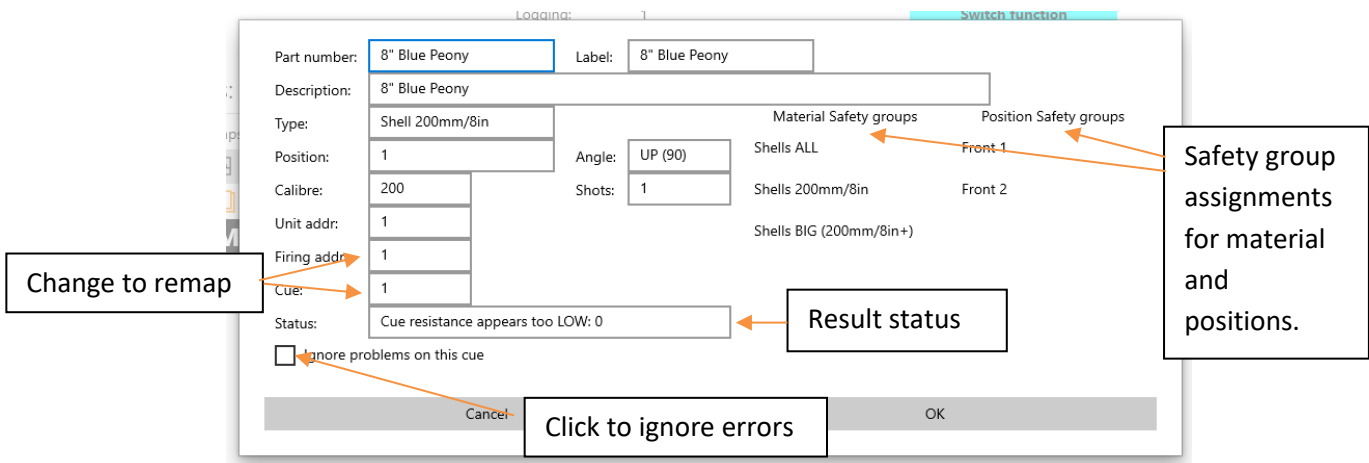 Logging: 1 Switch function
Part number: 8" Blue Peony Label: 8" Blue Peony
Description: 8" Blue Peony
Type: Shell 200mm/8in Material Safety groups Position Safety groups
Position: 1 Angle: UP (90) Shells ALL Front 1
Calibre: 200 Shots: 1 Shells 200mm/8in Front 2
Unit addr: 1 Shells BIG (200mm/8in+)
Firing addr: 1
Cue: 1
Status: Cue resistance appears too LOW: 0
Ignore problems on this cue
Cancel OK
Change to remap
Result status
Click to ignore errors
Safety group
assignments
for material
and
positions.